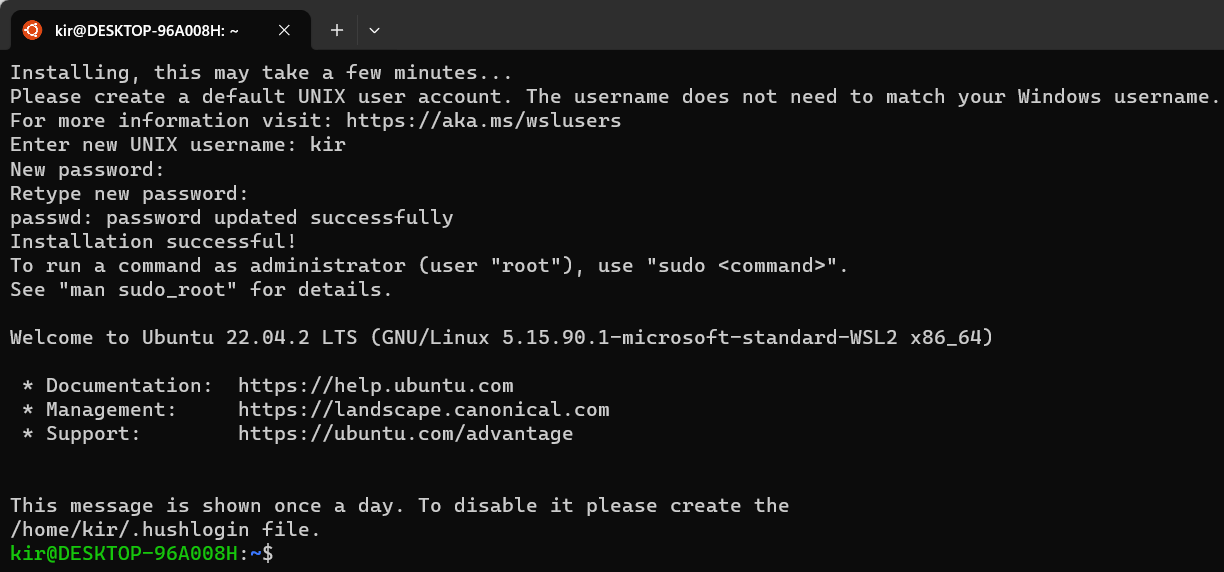 kir@DESKTOP-96A008H: ~
Installing, this may take a few minutes...
Please create a default UNIX user account. The username does not need to match your Windows username.
For more information visit: https://aka.ms/wslusers
Enter new UNIX username: kir
New password:
Retype new password:
passwd: password updated successfully
Installation successful!
To run a command as administrator (user "root"), use "sudo <command>".
See "man sudo_root" for details.
Welcome to Ubuntu 22.04.2 LTS (GNU/Linux 5.15.90.1-microsoft-standard-WSL2 x86_64)
 * Documentation:  https://help.ubuntu.com
 * Management:     https://landscape.canonical.com
 * Support:        https://ubuntu.com/advantage
This message is shown once a day. To disable it please create the
/home/kir/.hushlogin file.
kir@DESKTOP-96A008H:~$